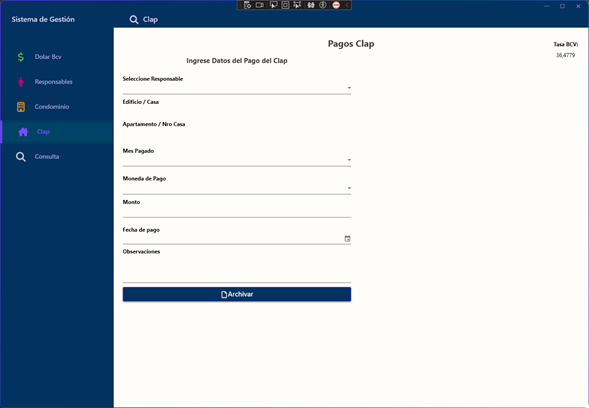 Sistema de Gestión
Clap
Dolar Bcv
Responsables
Condominio
Clap
Consulta
Pagos Clap
Tasa BCV:
36,4779
Ingrese Datos del Pago del Clap
Seleccione Responsable
Edificio / Casa
Apartamento / Nro Casa
Mes Pagado
Moneda de Pago
Monto
Fecha de pago
Observaciones
Archivar